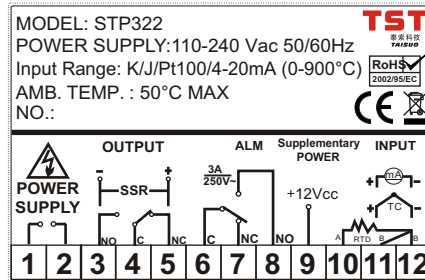 MODEL: STP322
POWER SUPPLY:110-240 Vac 50/60Hz
Input Range: K/J/Pt100/4-20mA (0-900°C)
AMB. TEMP. : 50°C MAX
NO.:
TST
泰索科技
TAISUO
RoHS
2002/95/EC
CE
OUTPUT
ALM
Supplementary
POWER
INPUT
POWER
SUPPLY
- SSR +
3A
250V~
+12Vcc
+ mA -
+ TC -
NO C NC C NC NO A RTD B B
1 2 3 4 5 6 7 8 9 10 11 12